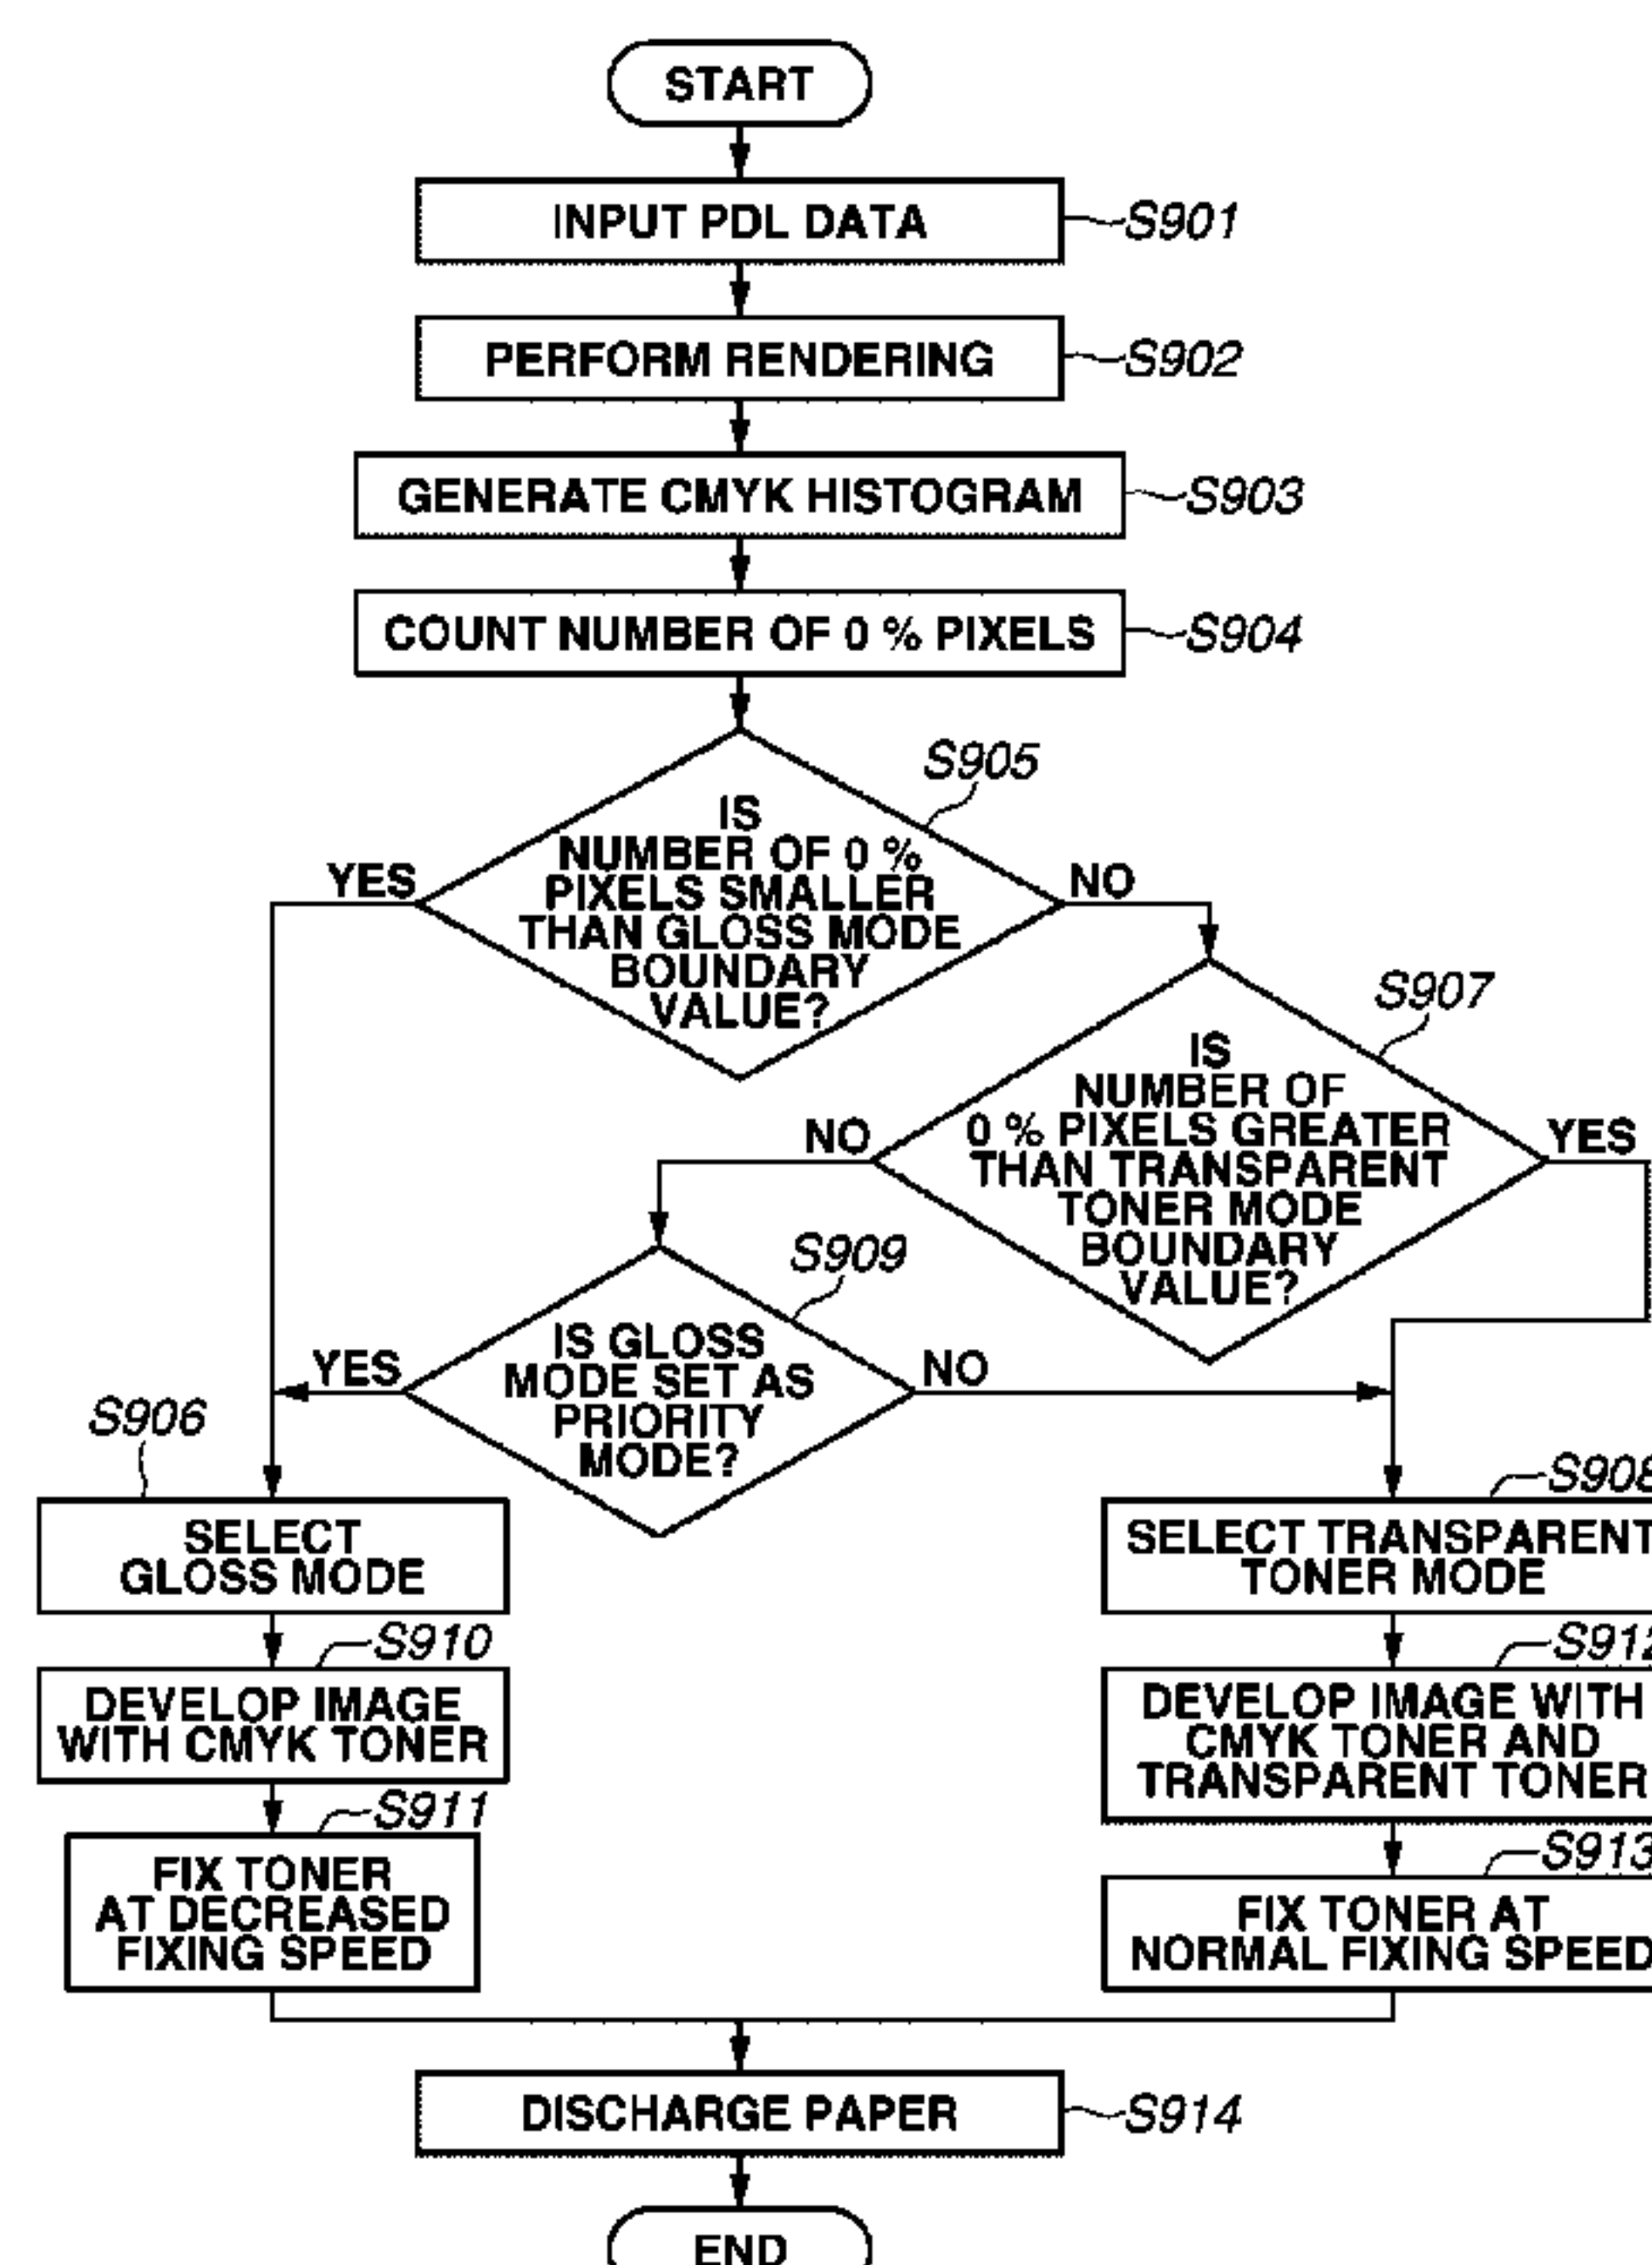 START
INPUT PDL DATA
S901
PERFORM RENDERING
S902
GENERATE CMYK HISTOGRAM
S903
COUNT NUMBER OF 0 % PIXELS
S904
S905
IS
NUMBER OF 0 %
PIXELS SMALLER
THAN GLOSS MODE
BOUNDARY
VALUE?
YES
NO
S907
IS
NUMBER OF
0 % PIXELS GREATER
THAN TRANSPARENT
TONER MODE
BOUNDARY
VALUE?
NO
YES
S909
IS GLOSS
MODE SET AS
PRIORITY
MODE?
YES
NO
S906
SELECT
GLOSS MODE
S908
SELECT TRANSPARENT
TONER MODE
S910
DEVELOP IMAGE
WITH CMYK TONER
S912
DEVELOP IMAGE WITH
CMYK TONER AND
TRANSPARENT TONER
S911
FIX TONER
AT DECREASED
FIXING SPEED
S913
FIX TONER AT
NORMAL FIXING SPEED
DISCHARGE PAPER
S914
END